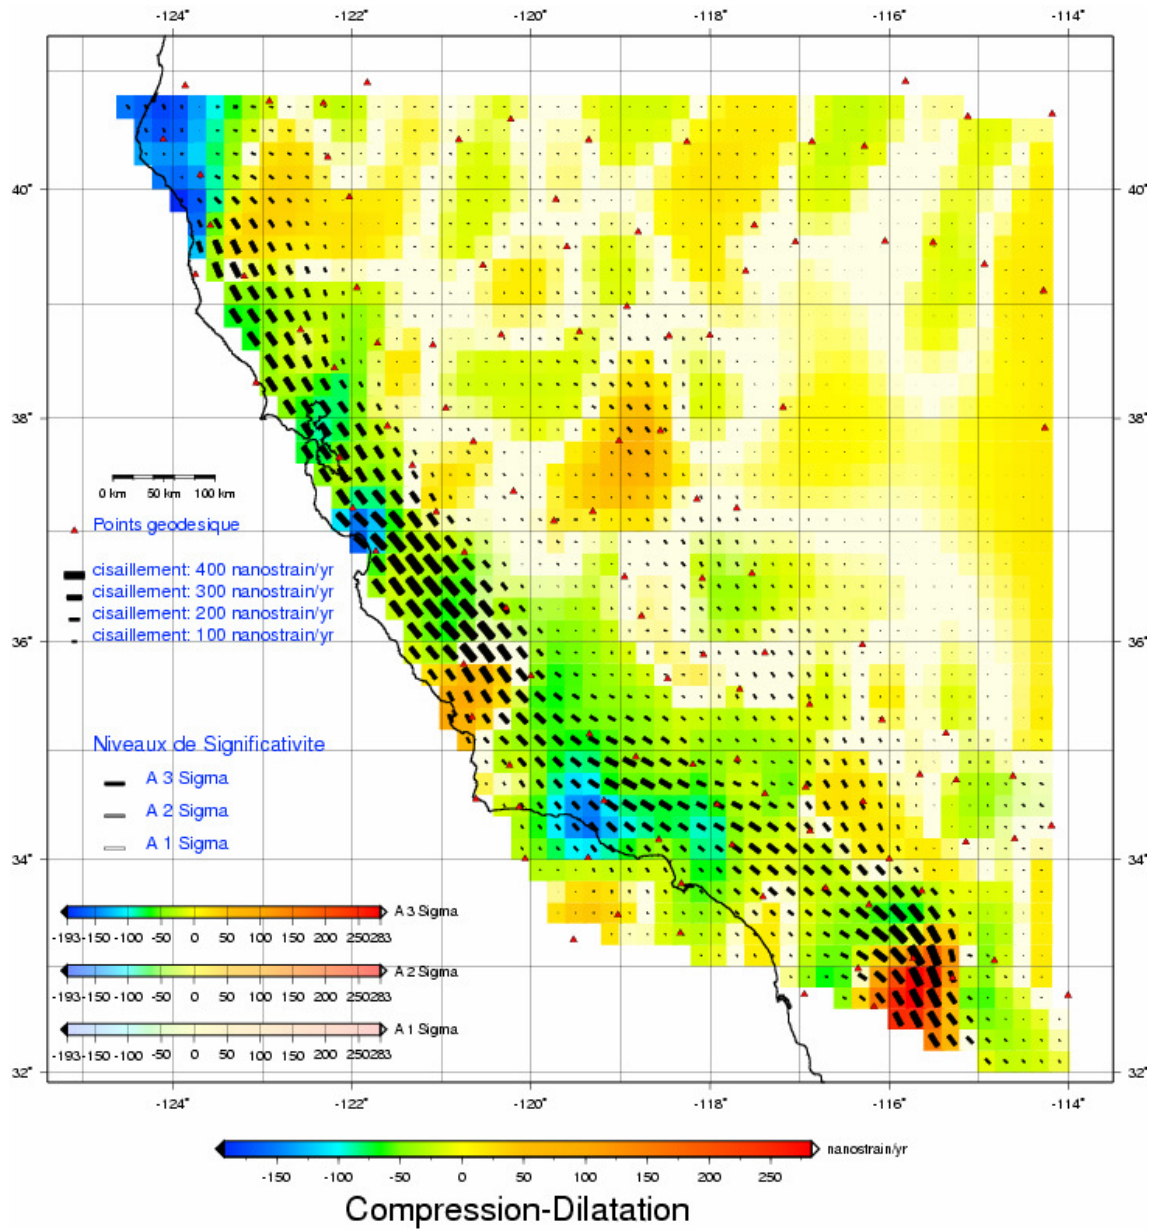 -124° -122° -120° -118° -116° -114°
40° 40°
38° 38°
0 km 50 km 100 km
Points geodesique
cisaillement: 400 nanostrain/yr
cisaillement: 300 nanostrain/yr
cisaillement: 200 nanostrain/yr
cisaillement: 100 nanostrain/yr
36° 36°
Niveaux de Significativite
A 3 Sigma
A 2 Sigma
A 1 Sigma
34° 34°
A 3 Sigma
-193 -150 -100 -50 0 50 100 150 200 250 283
A 2 Sigma
-193 -150 -100 -50 0 50 100 150 200 250 283
A 1 Sigma
-193 -150 -100 -50 0 50 100 150 200 250 283
32° 32°
-124° -122° -120° -118° -116° -114°
nanostrain/yr
-150 -100 -50 0 50 100 150 200 250
Compression-Dilatation